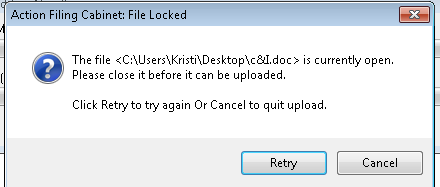 Action Filing Cabinet: File Locked
The file <C:\Users\Kristi\Desktop\c&I.doc> is currently open.
Please close it before it can be uploaded.
Click Retry to try again Or Cancel to quit upload.
Retry
Cancel